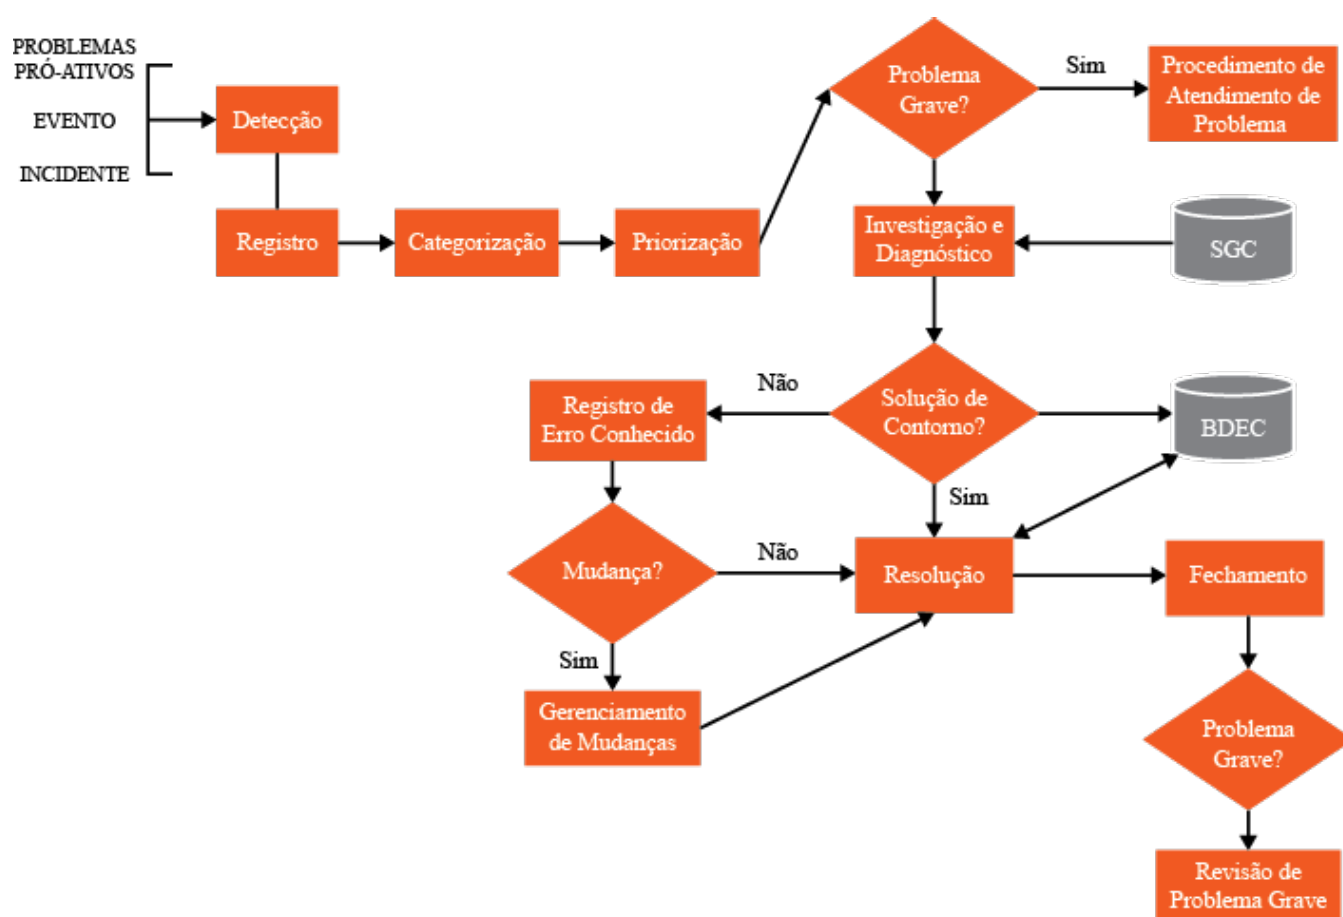 PROBLEMAS
PRÓ-ATIVOS
EVENTO
INCIDENTE
Detecção
Registro
Categorização
Priorização
Problema
Grave?
Sim
Procedimento de
Atendimento de
Problema
Investigação e
Diagnóstico
SGC
Solução de
Contorno?
Não
BDEC
Registro de
Erro Conhecido
Sim
Mudança?
Não
Resolução
Fechamento
Sim
Gerenciamento
de Mudanças
Problema
Grave?
Revisão de
Problema Grave